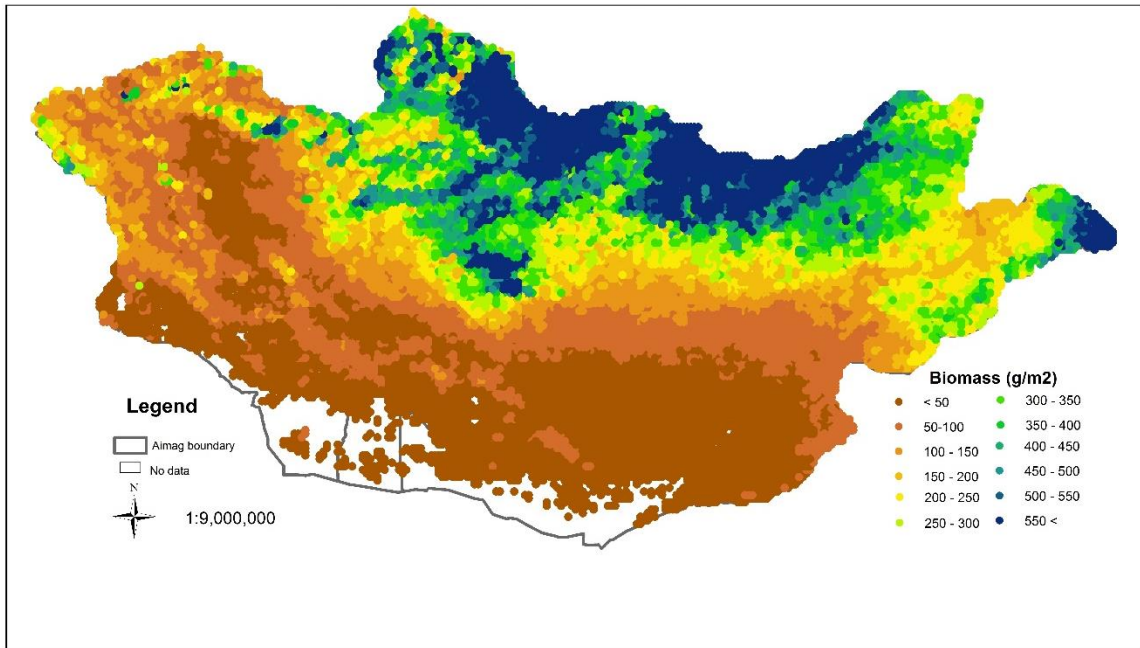 Legend
Aimag boundary
No data
N
1:9,000,000
Biomass (g/m2)
< 50
50-100
100 - 150
150 - 200
200 - 250
250 - 300
300 - 350
350 - 400
400 - 450
450 - 500
500 - 550
550 <